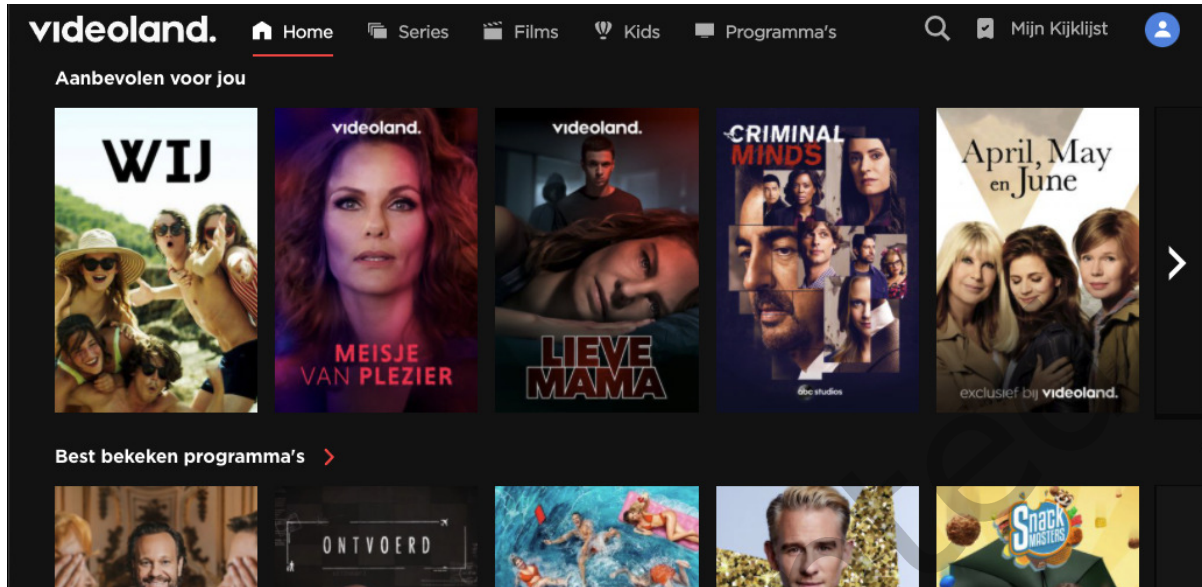 videoland.
Home
Series
Films
Kids
Programma's
Mijn Kijklijst
Aanbevolen voor jou
WIJ
videoland.
MEISJE
VAN PLEZIER
videoland.
LIEVE
MAMA
CRIMINAL
MINDS
abc studios
April, May
en June
exclusief bij videoland.
Best bekeken programma's
ONTVOERD
Snack
MASTERS